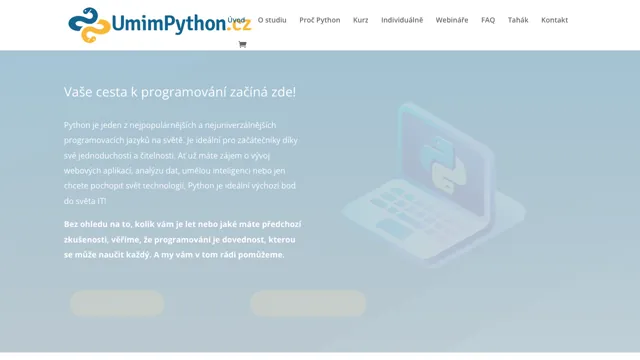 UmimPython.cz
Úvod
O studiu
Proč Python
Kurz
Individuálně
Webináře
FAQ
Tahák
Kontakt
Vaše cesta k programování začíná zde!
Python je jeden z nejpopulárnějších a nejuniverzálnějších
programovacích jazyků na světě. Je ideální pro začátečníky díky
své jednoduchosti a čitelnosti. Ať už máte zájem o vývoj
webových aplikací, analýzu dat, umělou inteligenci nebo jen
chcete pochopit svět technologií, Python je ideální výchozí bod
do světa IT!
Bez ohledu na to, kolik vám je let nebo jaké máte předchozí
zkušenosti, věříme, že programování je dovednost, kterou
se může naučit každý. A my vám v tom rádi pomůžeme.